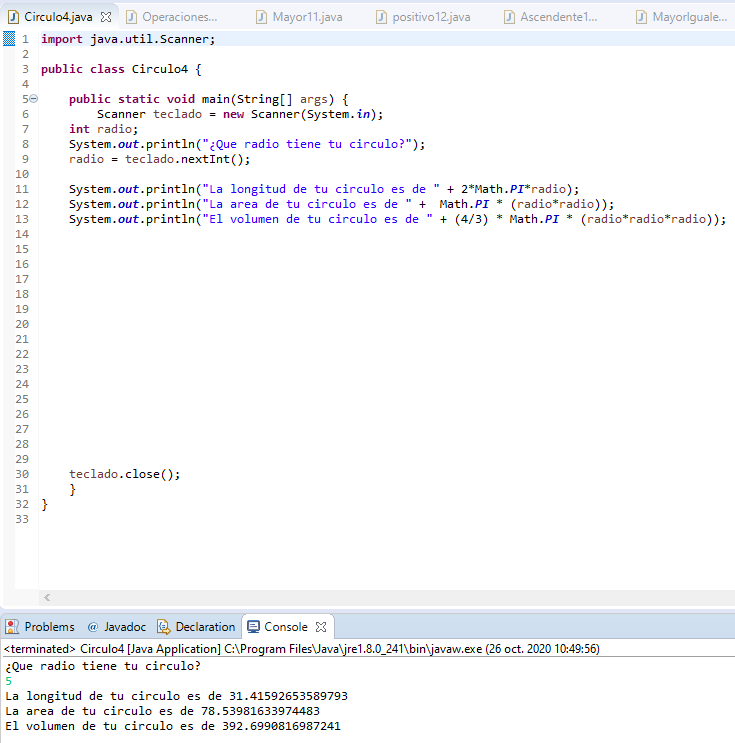 Circulo4.java Operaciones... Mayor11.java positivo12.java Ascendente1... MayorIguale...
1 import java.util.Scanner;
2
3 public class Circulo4 {
4
5 public static void main(String[] args) {
6 Scanner teclado = new Scanner(System.in);
7 int radio;
8 System.out.println("¿Que radio tiene tu circulo?");
9 radio = teclado.nextInt();
10
11 System.out.println("La longitud de tu circulo es de " + 2*Math.PI*radio);
12 System.out.println("La area de tu circulo es de " +  Math.PI * (radio*radio));
13 System.out.println("El volumen de tu circulo es de " + (4/3) * Math.PI * (radio*radio*radio));
14
15
16
17
18
19
20
21
22
23
24
25
26
27
28
29
30 teclado.close();
31 }
32 }
33
Problems @ Javadoc Declaration Console
<terminated> Circulo4 [Java Application] C:\Program Files\Java\jre1.8.0_241\bin\javaw.exe (26 oct. 2020 10:49:56)
¿Que radio tiene tu circulo?
5
La longitud de tu circulo es de 31.41592653589793
La area de tu circulo es de 78.53981633974483
El volumen de tu circulo es de 392.6990816987241